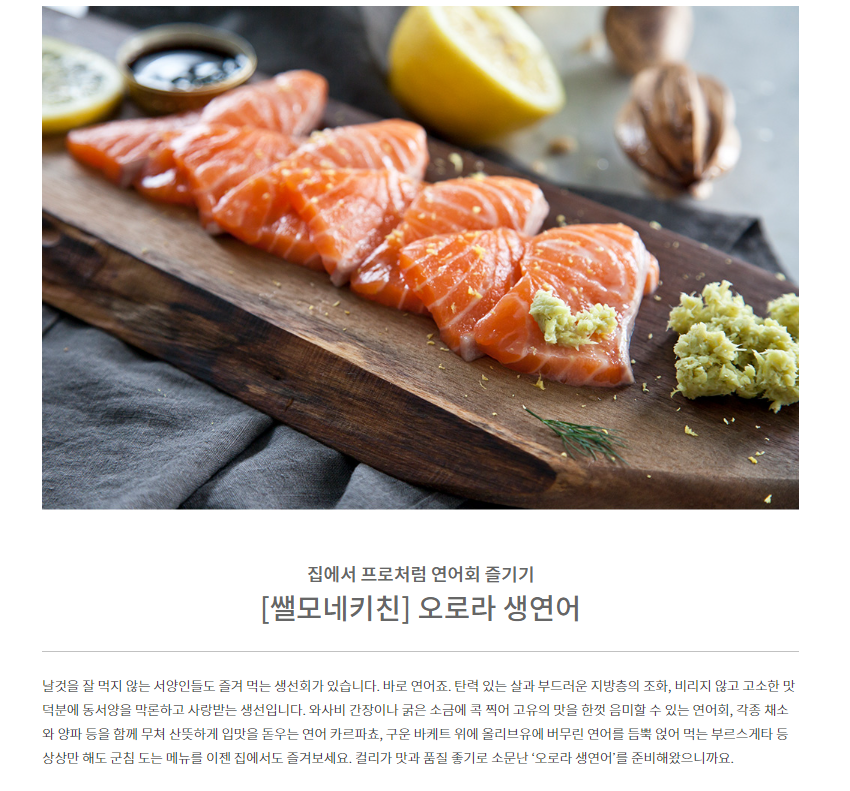 집에서 프로처럼 연어회 즐기기
[쌜모네키친] 오로라 생연어
날것을 잘 먹지 않는 서양인들도 즐겨 먹는 생선회가 있습니다. 바로 연어죠. 탄력 있는 살과 부드러운 지방층의 조화, 비리지 않고 고소한 맛
덕분에 동서양을 막론하고 사랑받는 생선입니다. 와사비 간장이나 굵은 소금에 콕 찍어 고유의 맛을 한껏 음미할 수 있는 연어회, 각종 채소
와 양파 등을 함께 무쳐 산뜻하게 입맛을 돋우는 연어 카르파쵸, 구운 바케트 위에 올리브유에 버무린 연어를 듬뿍 얹어 먹는 부르스게타 등
상상만 해도 군침 도는 메뉴를 이젠 집에서도 즐겨보세요. 컬리가 맛과 품질 좋기로 소문난 ‘오로라 생연어’를 준비해왔으니까요.